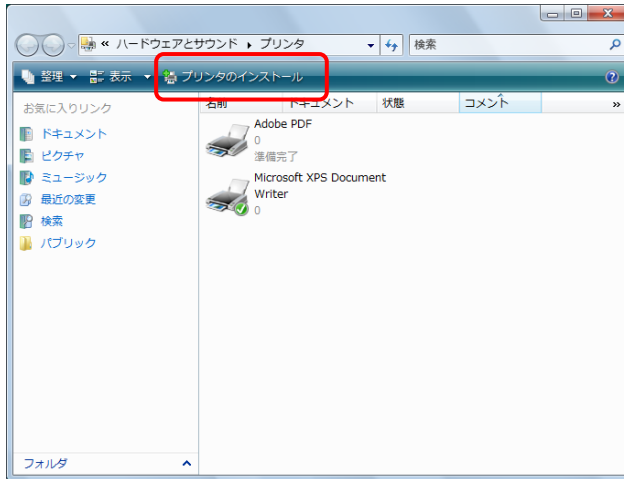 « ハードウェアとサウンド ▸ プリンタ 検索
整理 表示 プリンタのインストール
お気に入りリンク
ドキュメント
ピクチャ
ミュージック
最近の変更
検索
パブリック
フォルダ
名前 ドキュメント 状態 コメント »
Adobe PDF
0
準備完了
Microsoft XPS Document
Writer
0